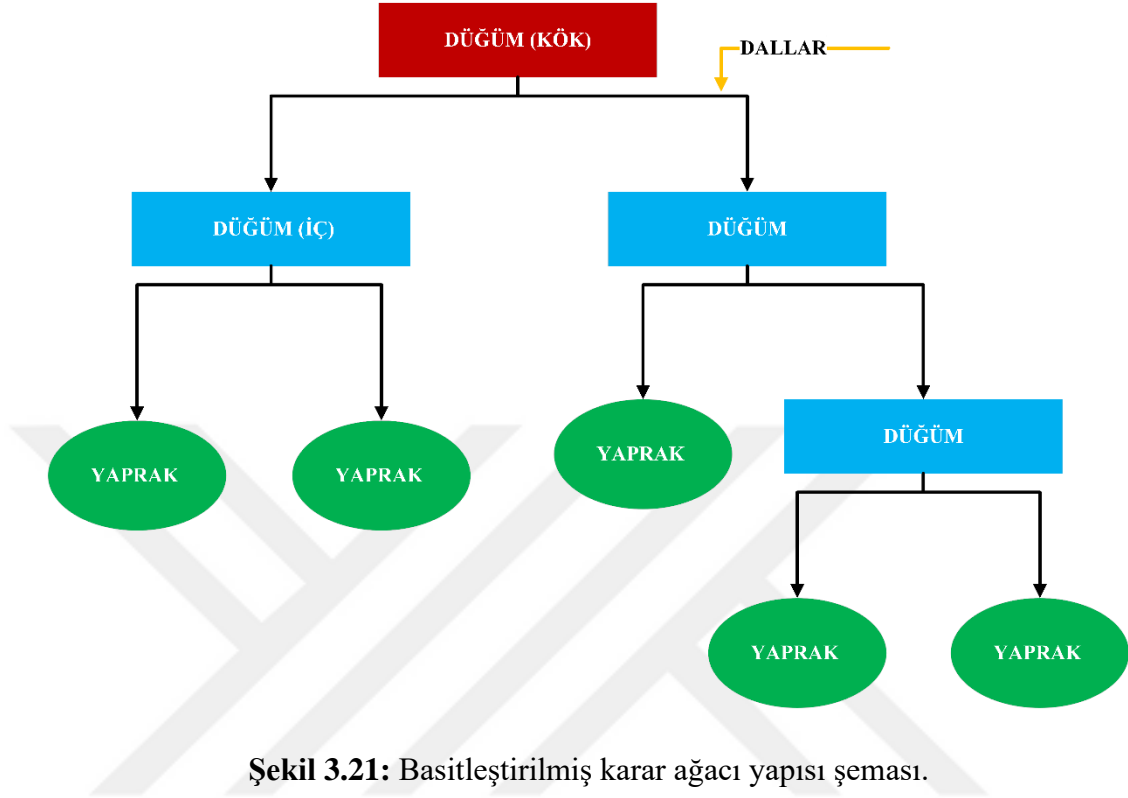 DÜĞÜM (KÖK)
DALLAR
DÜĞÜM (İÇ)
DÜĞÜM
YAPRAK
YAPRAK
YAPRAK
DÜĞÜM
YAPRAK
YAPRAK
Şekil 3.21: Basitleştirilmiş karar ağacı yapısı şeması.